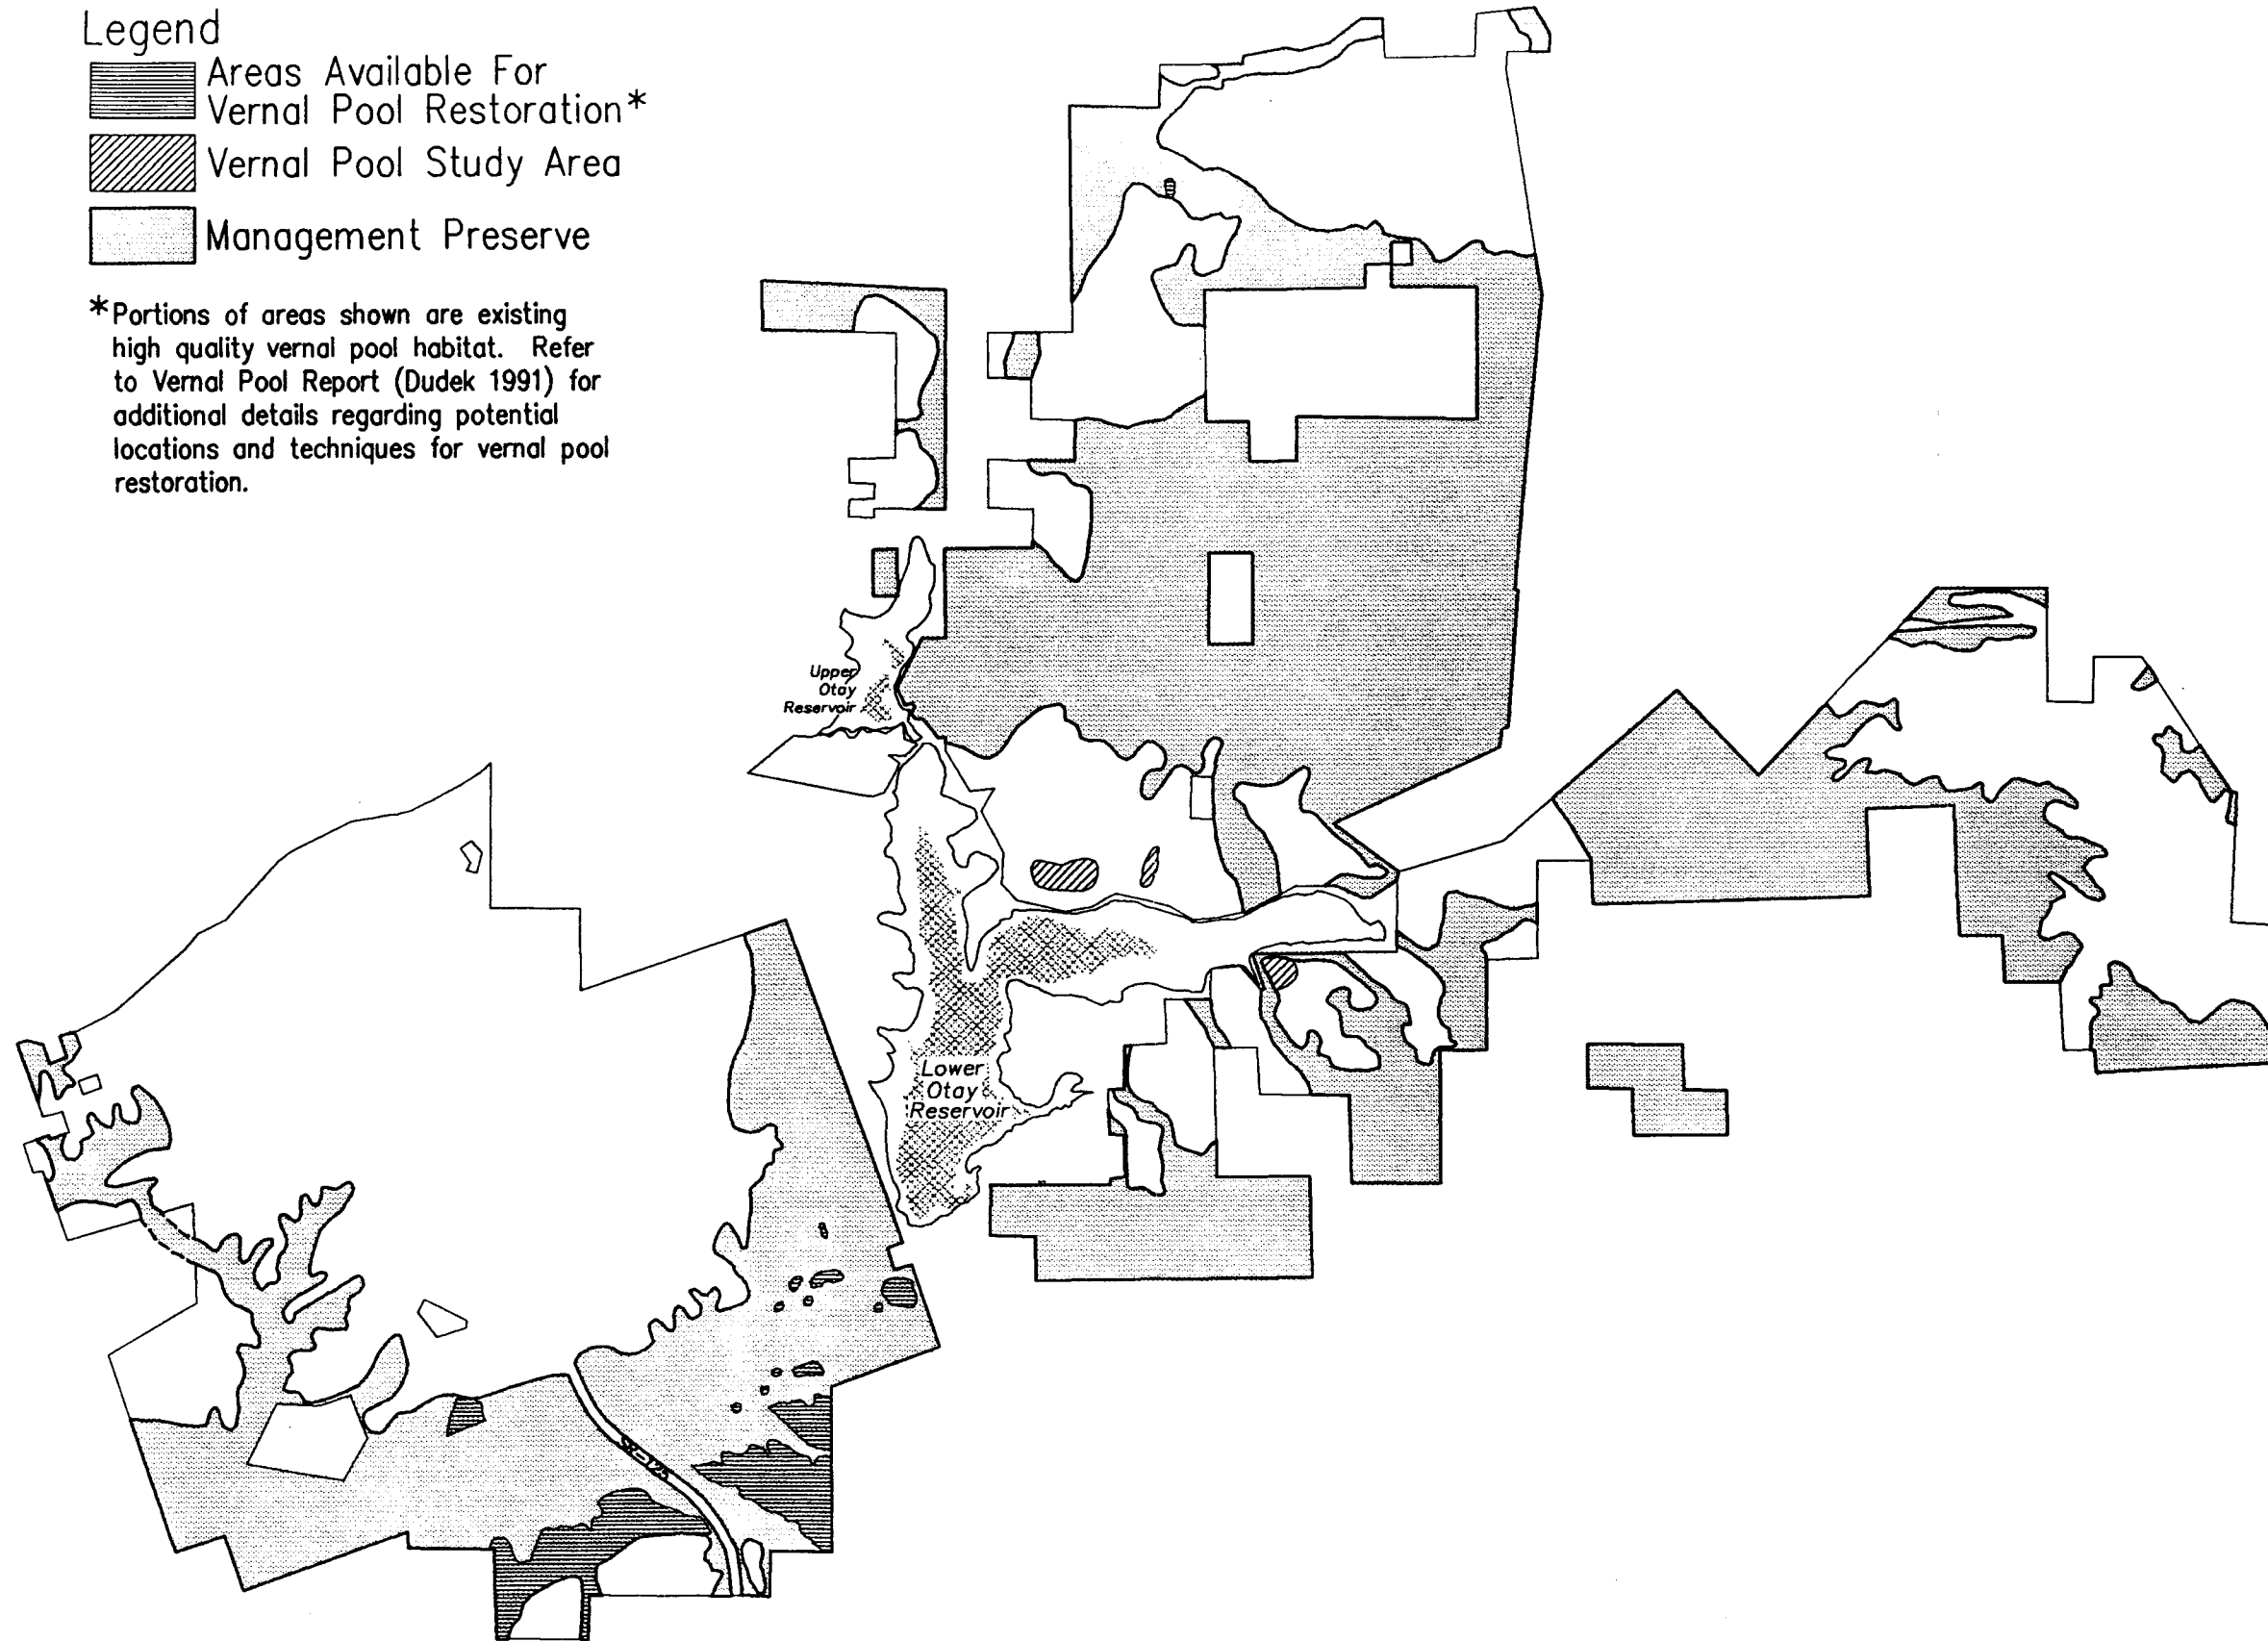 Legend
Areas Available For
Vernal Pool Restoration*
Vernal Pool Study Area
Management Preserve
*Portions of areas shown are existing
high quality vernal pool habitat. Refer
to Vernal Pool Report (Dudek 1991) for
additional details regarding potential
locations and techniques for vernal pool
restoration.
Upper
Otay
Reservoir
Lower
Otay
Reservoir
SR-125